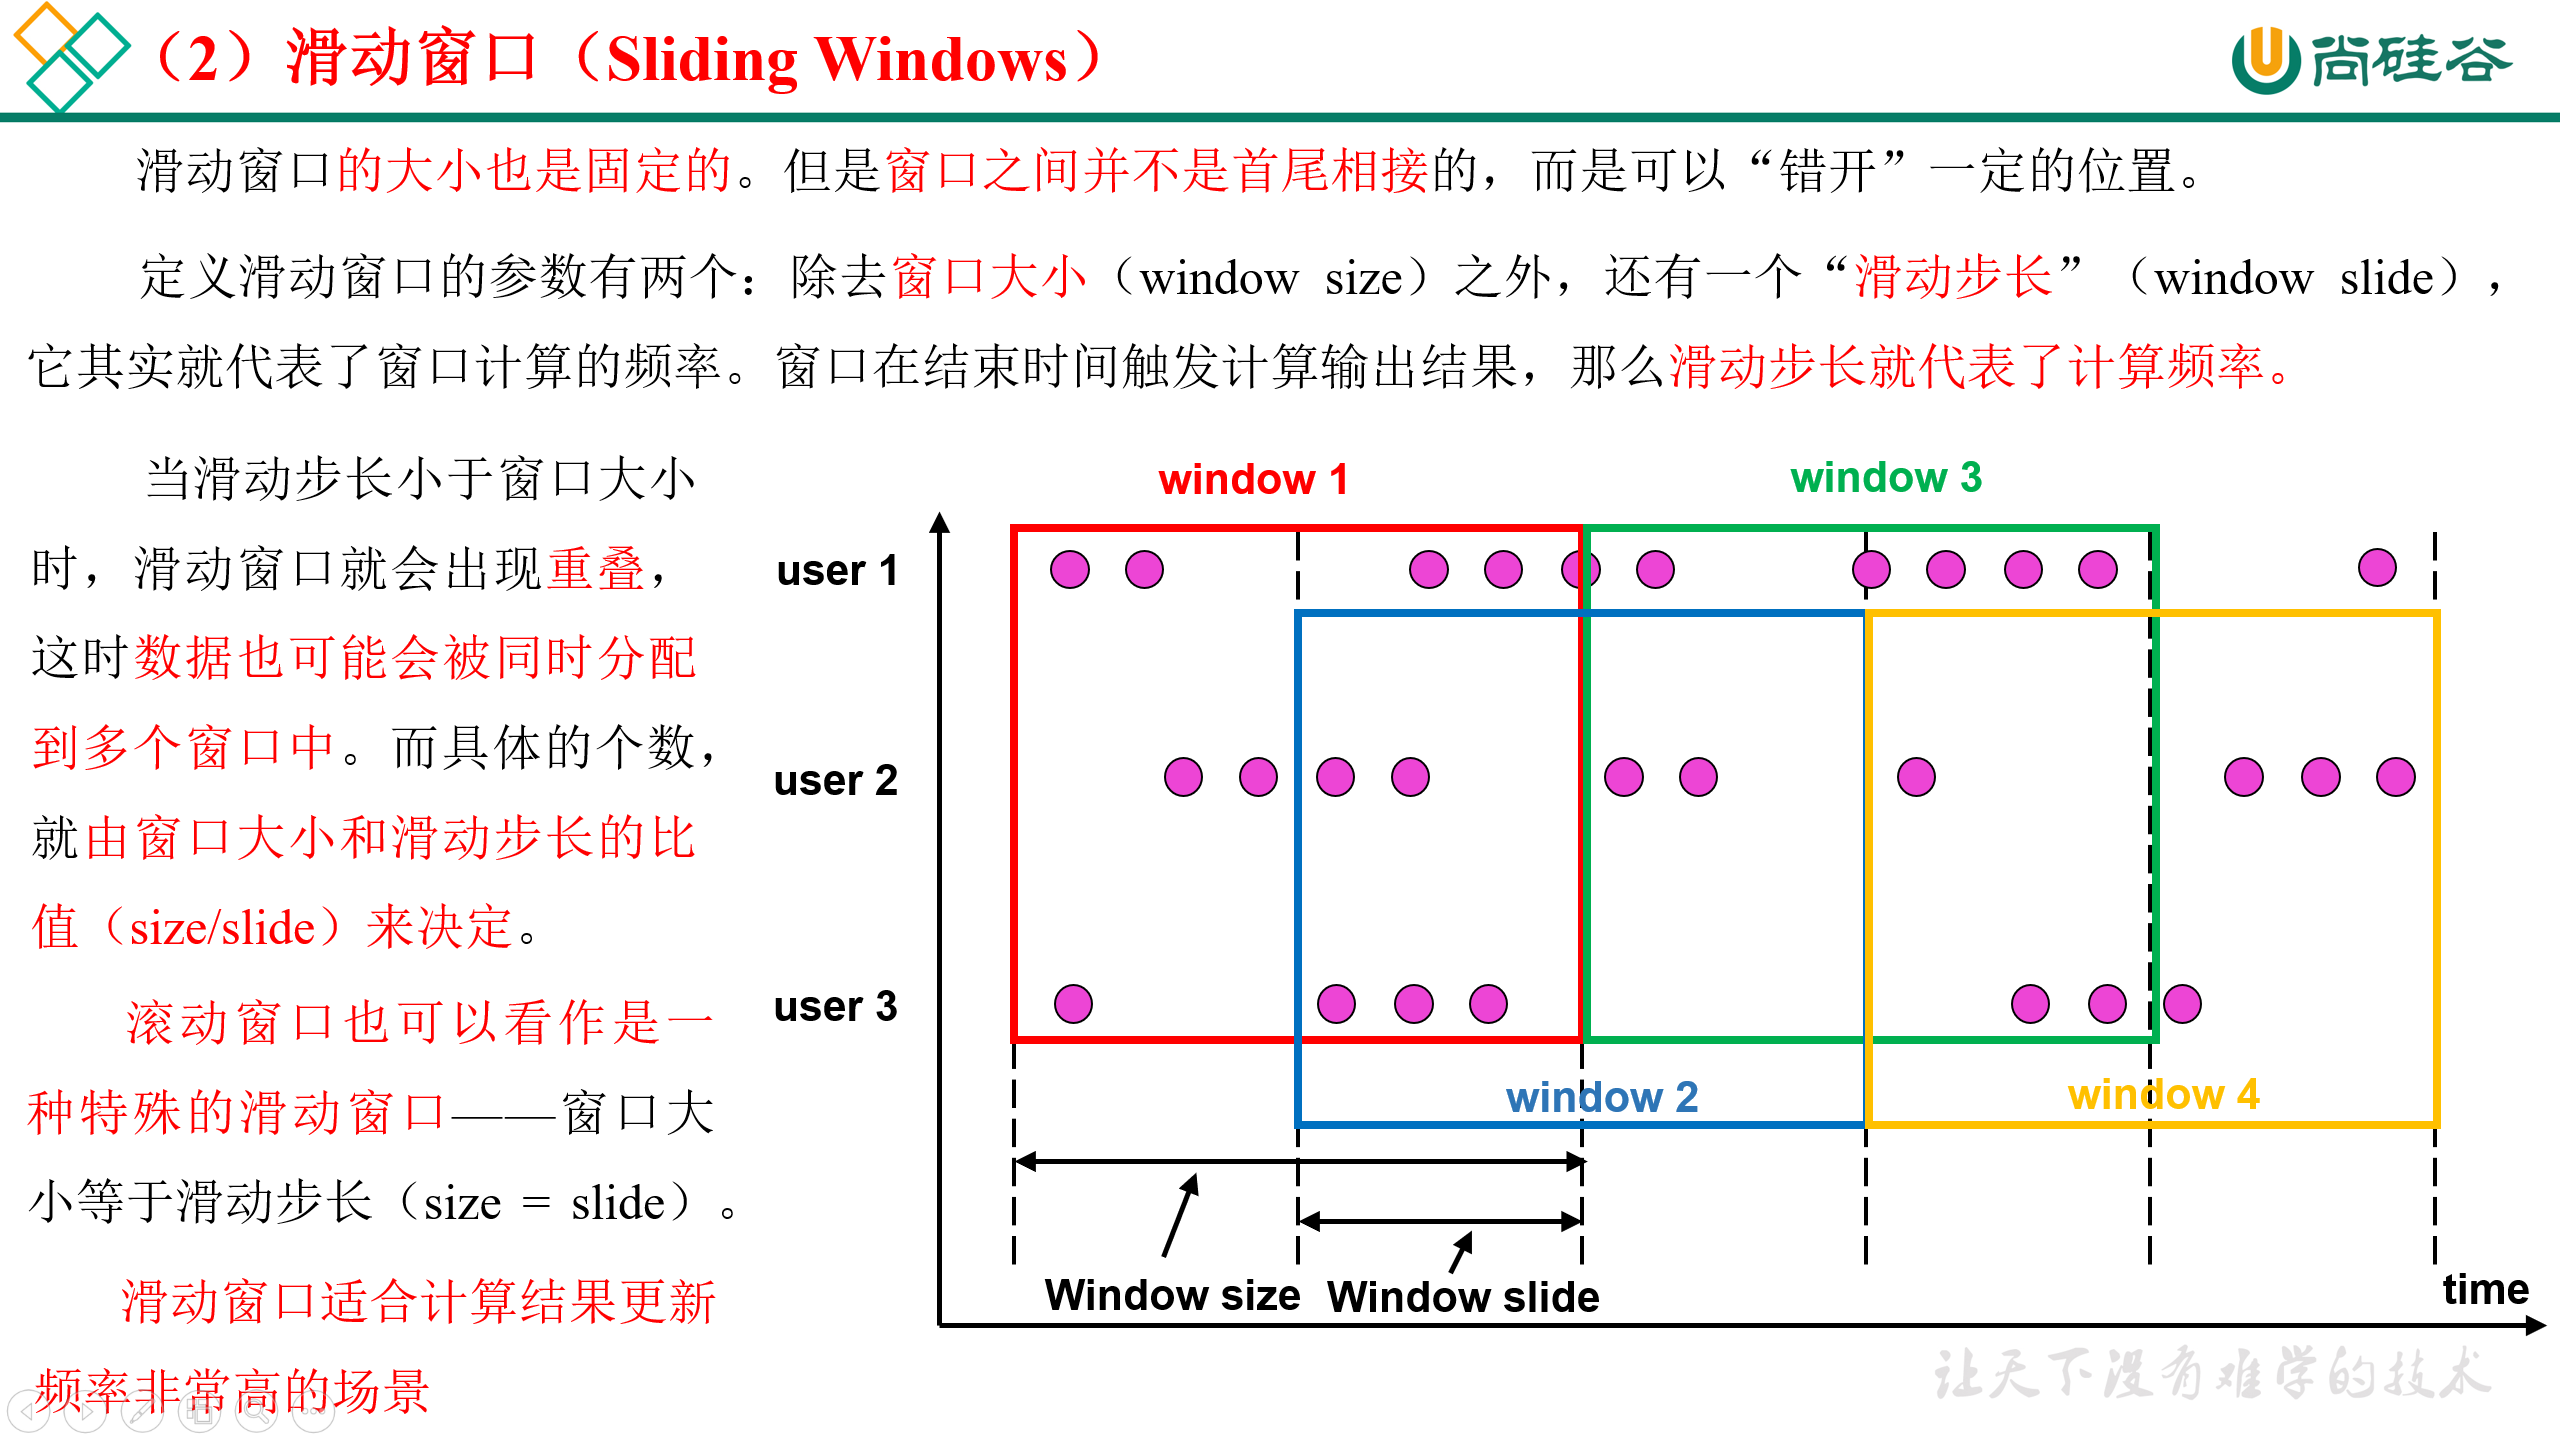 （2）滑动窗口（Sliding Windows）
尚硅谷
滑动窗口的大小也是固定的。但是窗口之间并不是首尾相接的，而是可以“错开”一定的位置。
定义滑动窗口的参数有两个：除去窗口大小（window size）之外，还有一个“滑动步长”（window slide），
它其实就代表了窗口计算的频率。窗口在结束时间触发计算输出结果，那么滑动步长就代表了计算频率。
当滑动步长小于窗口大小
时，滑动窗口就会出现重叠，
这时数据也可能会被同时分配
到多个窗口中。而具体的个数，
就由窗口大小和滑动步长的比
值（size/slide）来决定。
滚动窗口也可以看作是一
种特殊的滑动窗口——窗口大
小等于滑动步长（size = slide）。
滑动窗口适合计算结果更新
频率非常高的场景
window 1
window 3
user 1
user 2
user 3
window 2
window 4
Window size
Window slide
time
让天下没有难学的技术